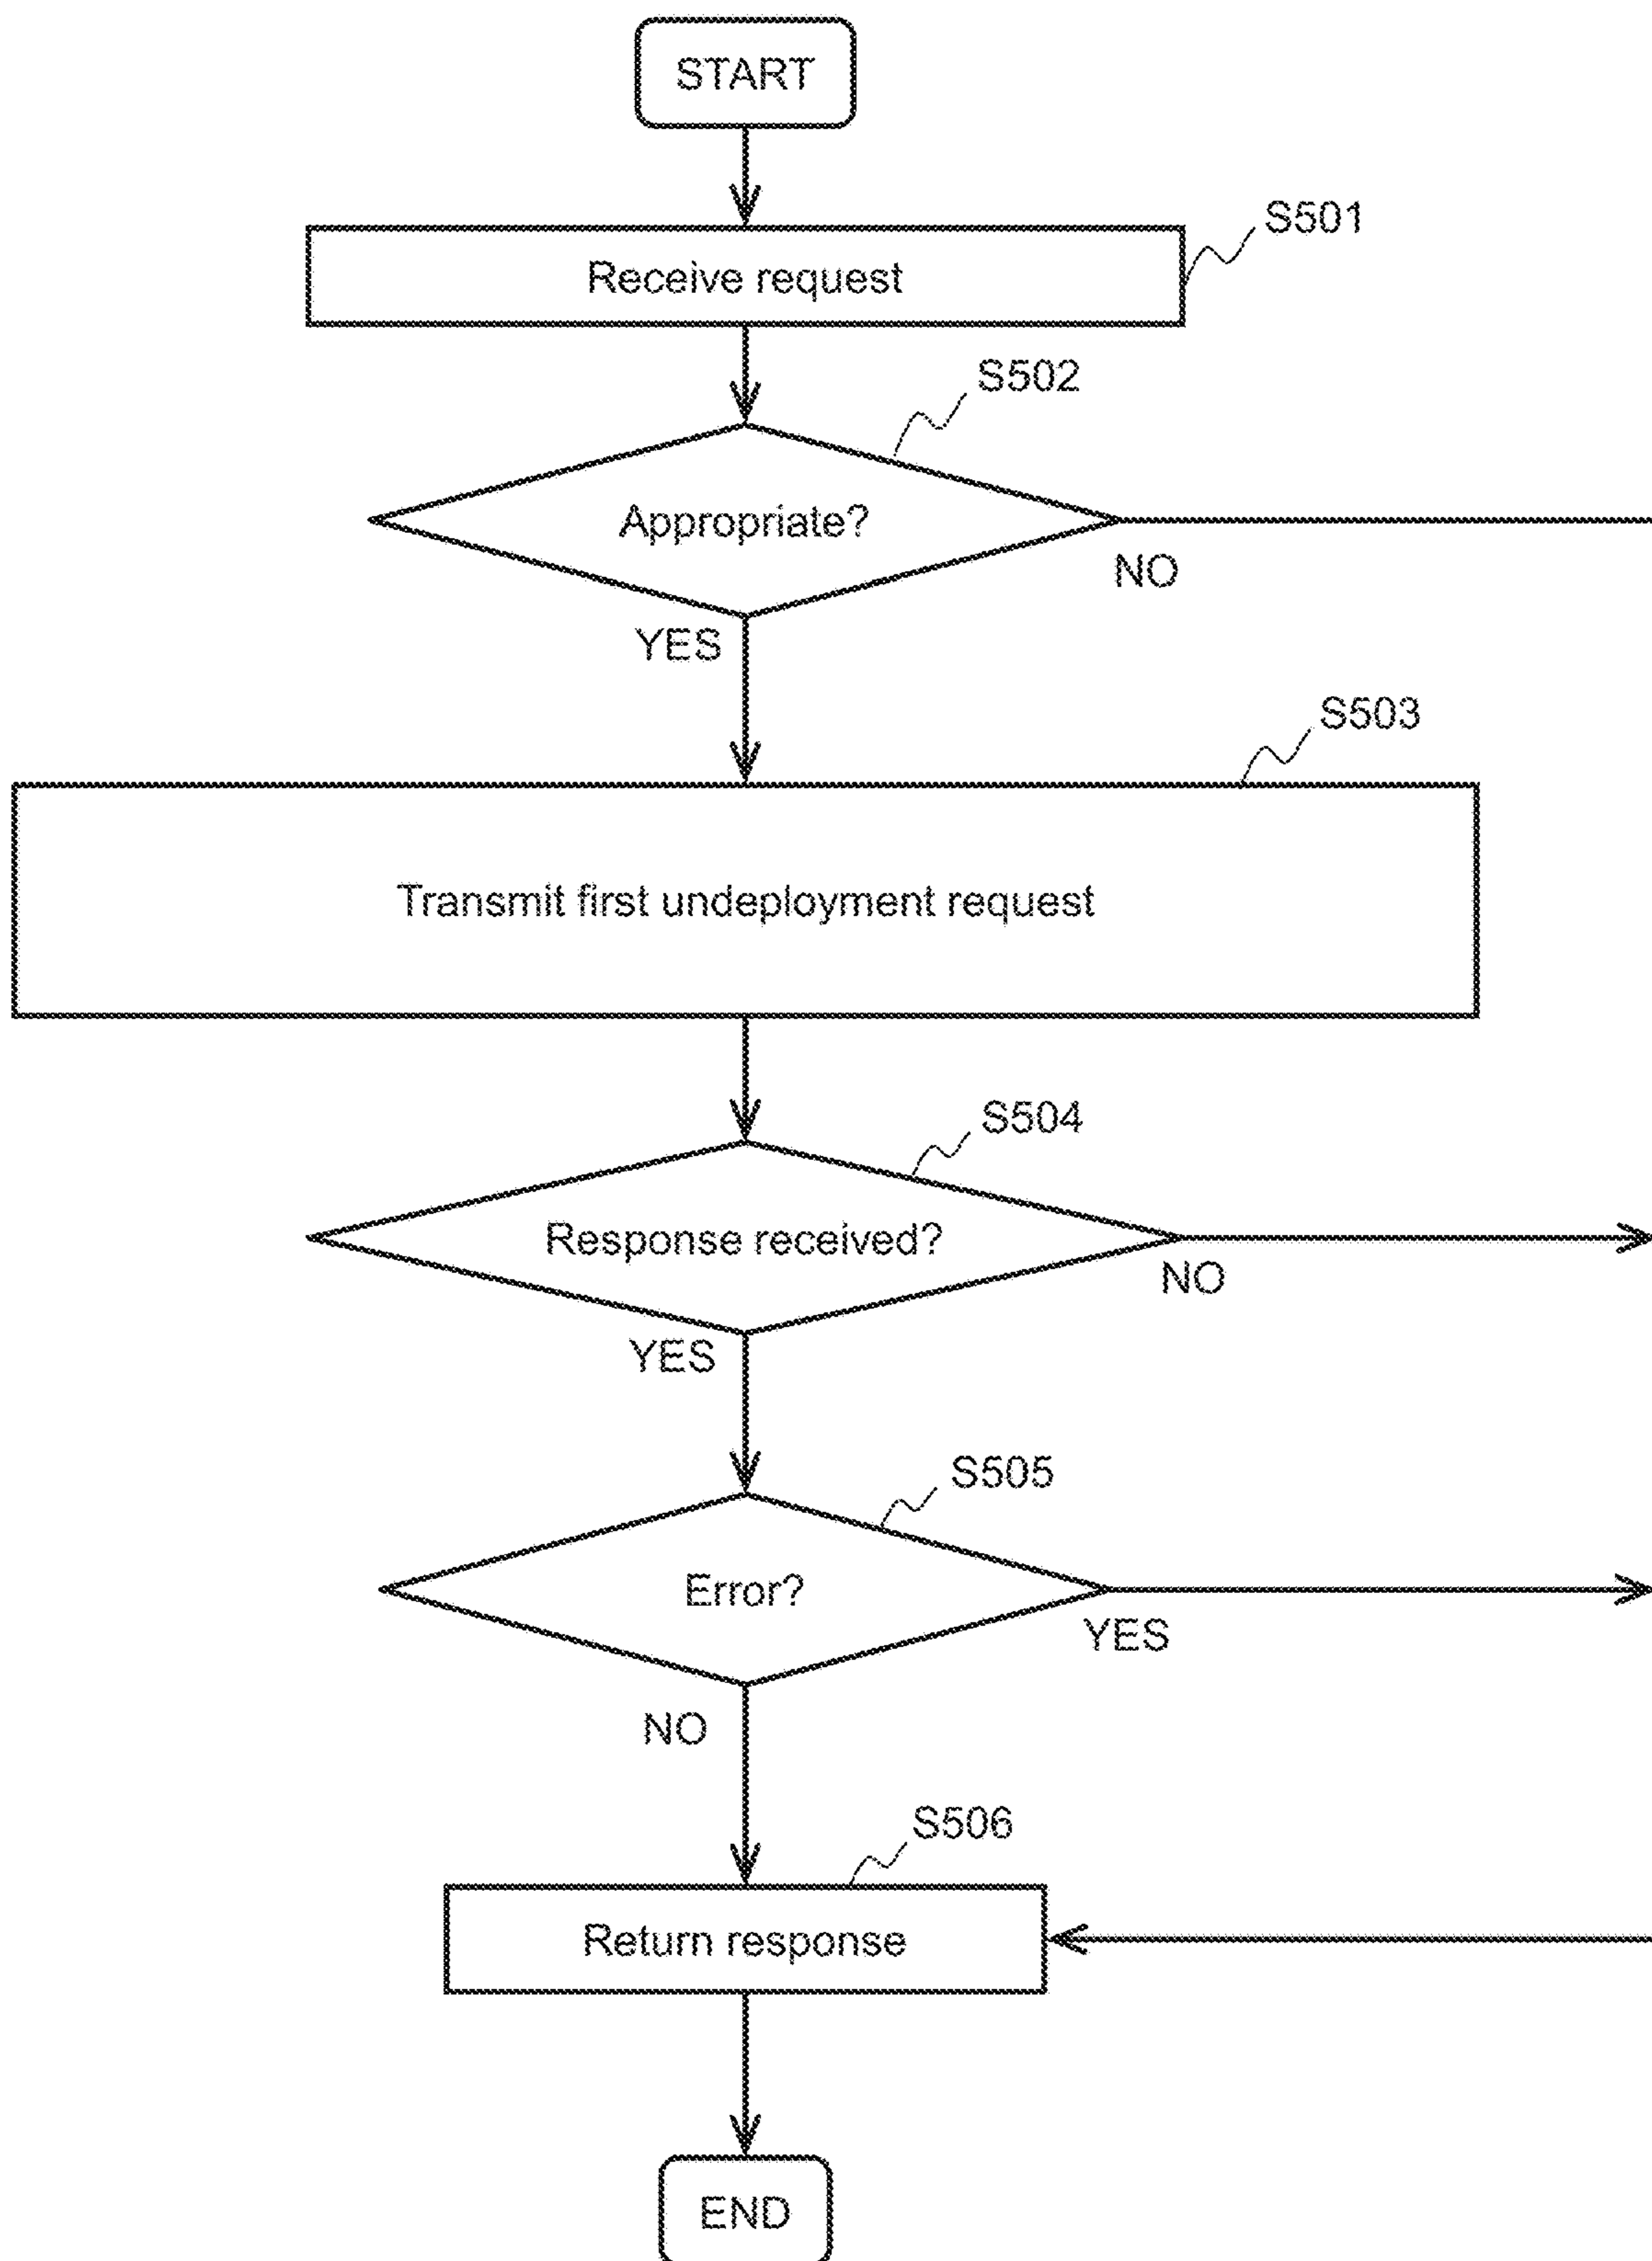 START
S501
Receive request
S502
Appropriate?
NO
YES
S503
Transmit first undeployment request
S504
Response received?
NO
YES
S505
Error?
YES
NO
S506
Return response
END